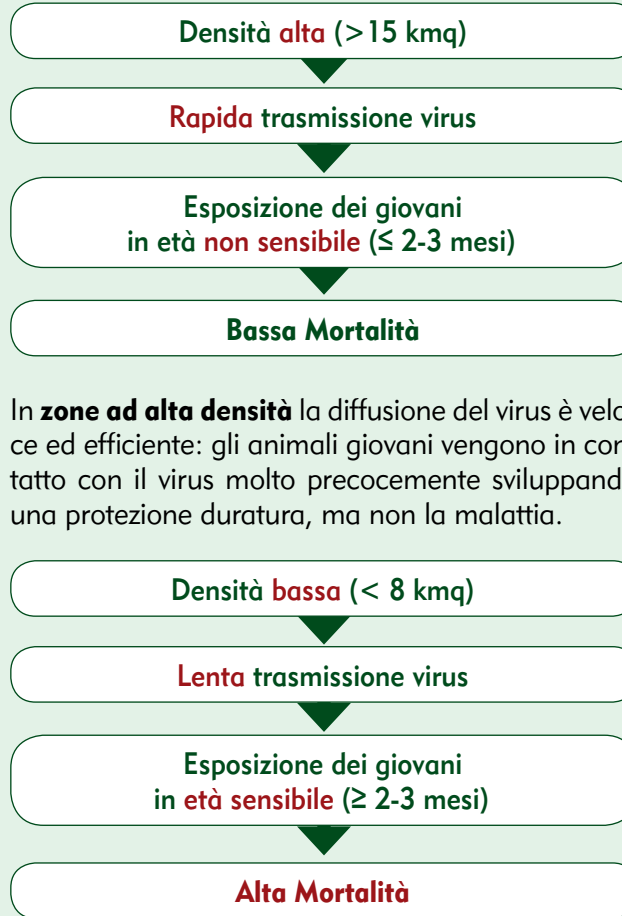 Densità alta (>15 kmq)
Rapida trasmissione virus
Esposizione dei giovani
in età non sensibile (≤ 2-3 mesi)
Bassa Mortalità
In zone ad alta densità la diffusione del virus è velo
ce ed efficiente: gli animali giovani vengono in con
tatto con il virus molto precocemente sviluppand
una protezione duratura, ma non la malattia.
Densità bassa (< 8 kmq)
Lenta trasmissione virus
Esposizione dei giovani
in età sensibile (≥ 2-3 mesi)
Alta Mortalità